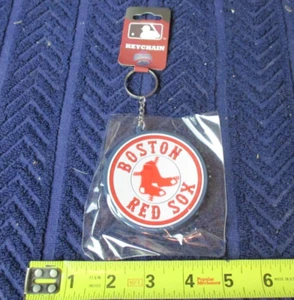 KEYCHAIN
BOSTON
RED SOX
1 2 3 4 5 6